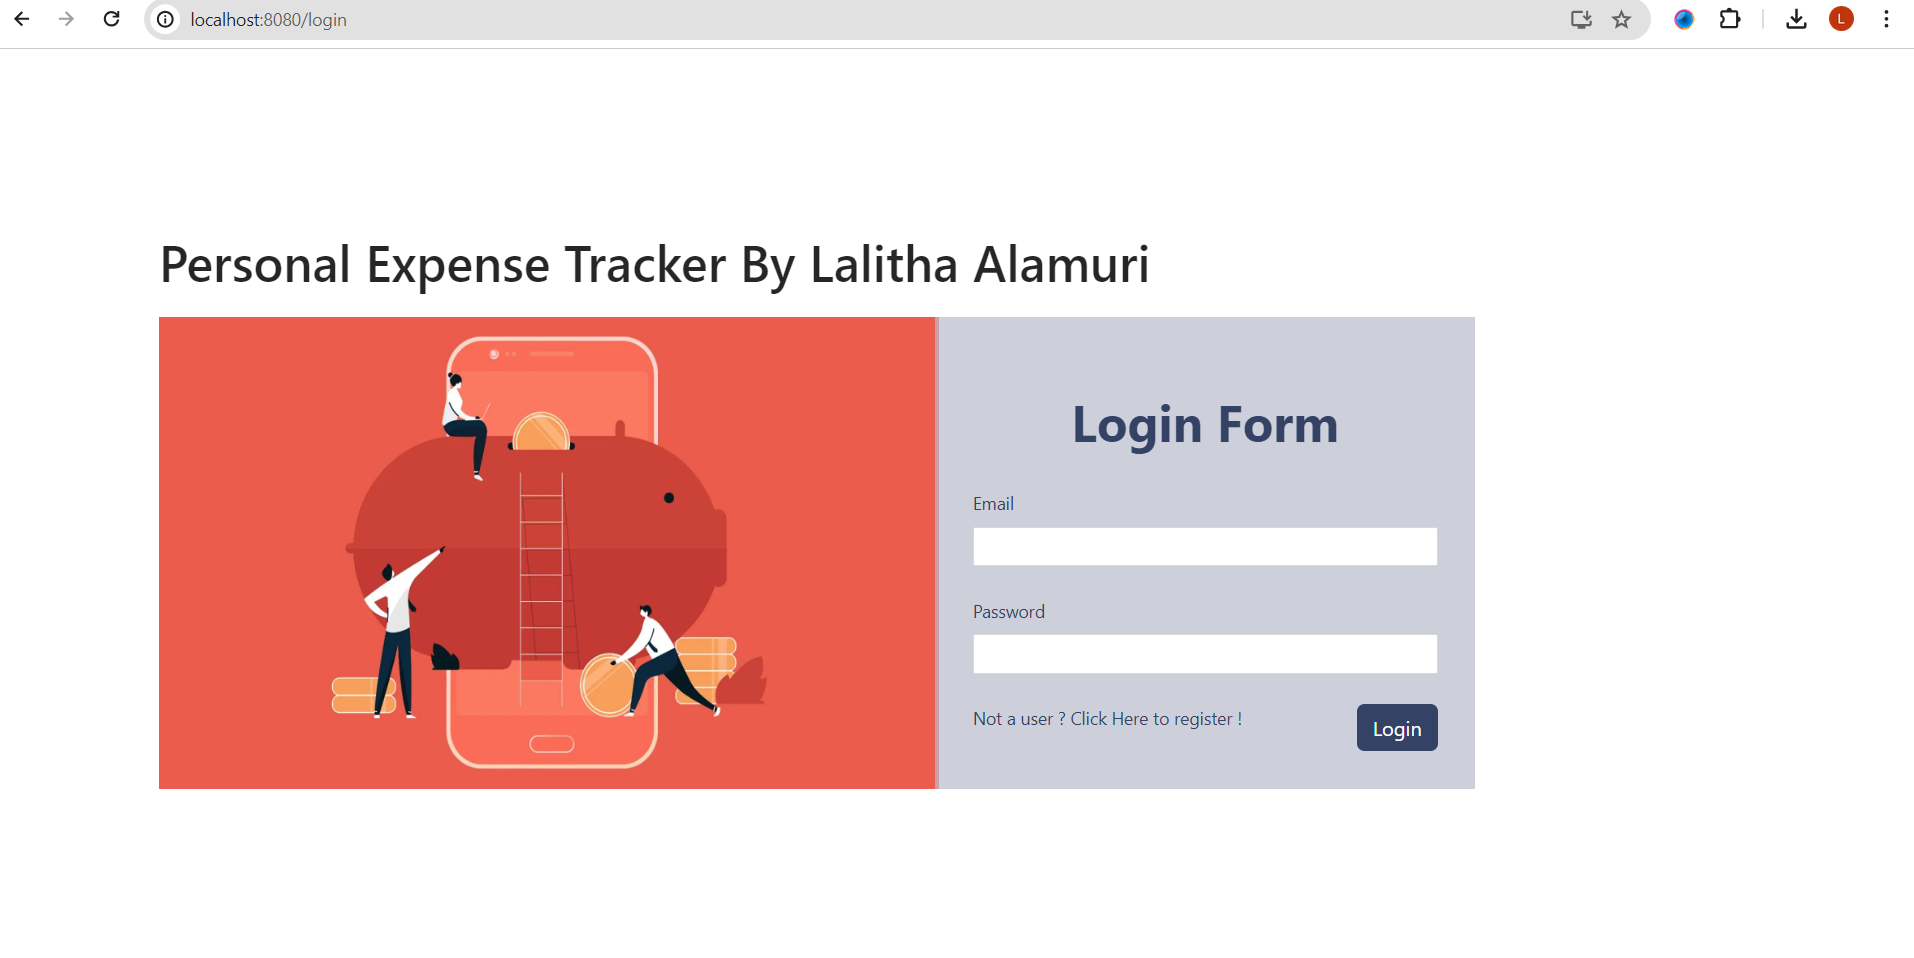 localhost:8080/login
L
Personal Expense Tracker By Lalitha Alamuri
Login Form
Email
Password
Not a user ? Click Here to register !
Login